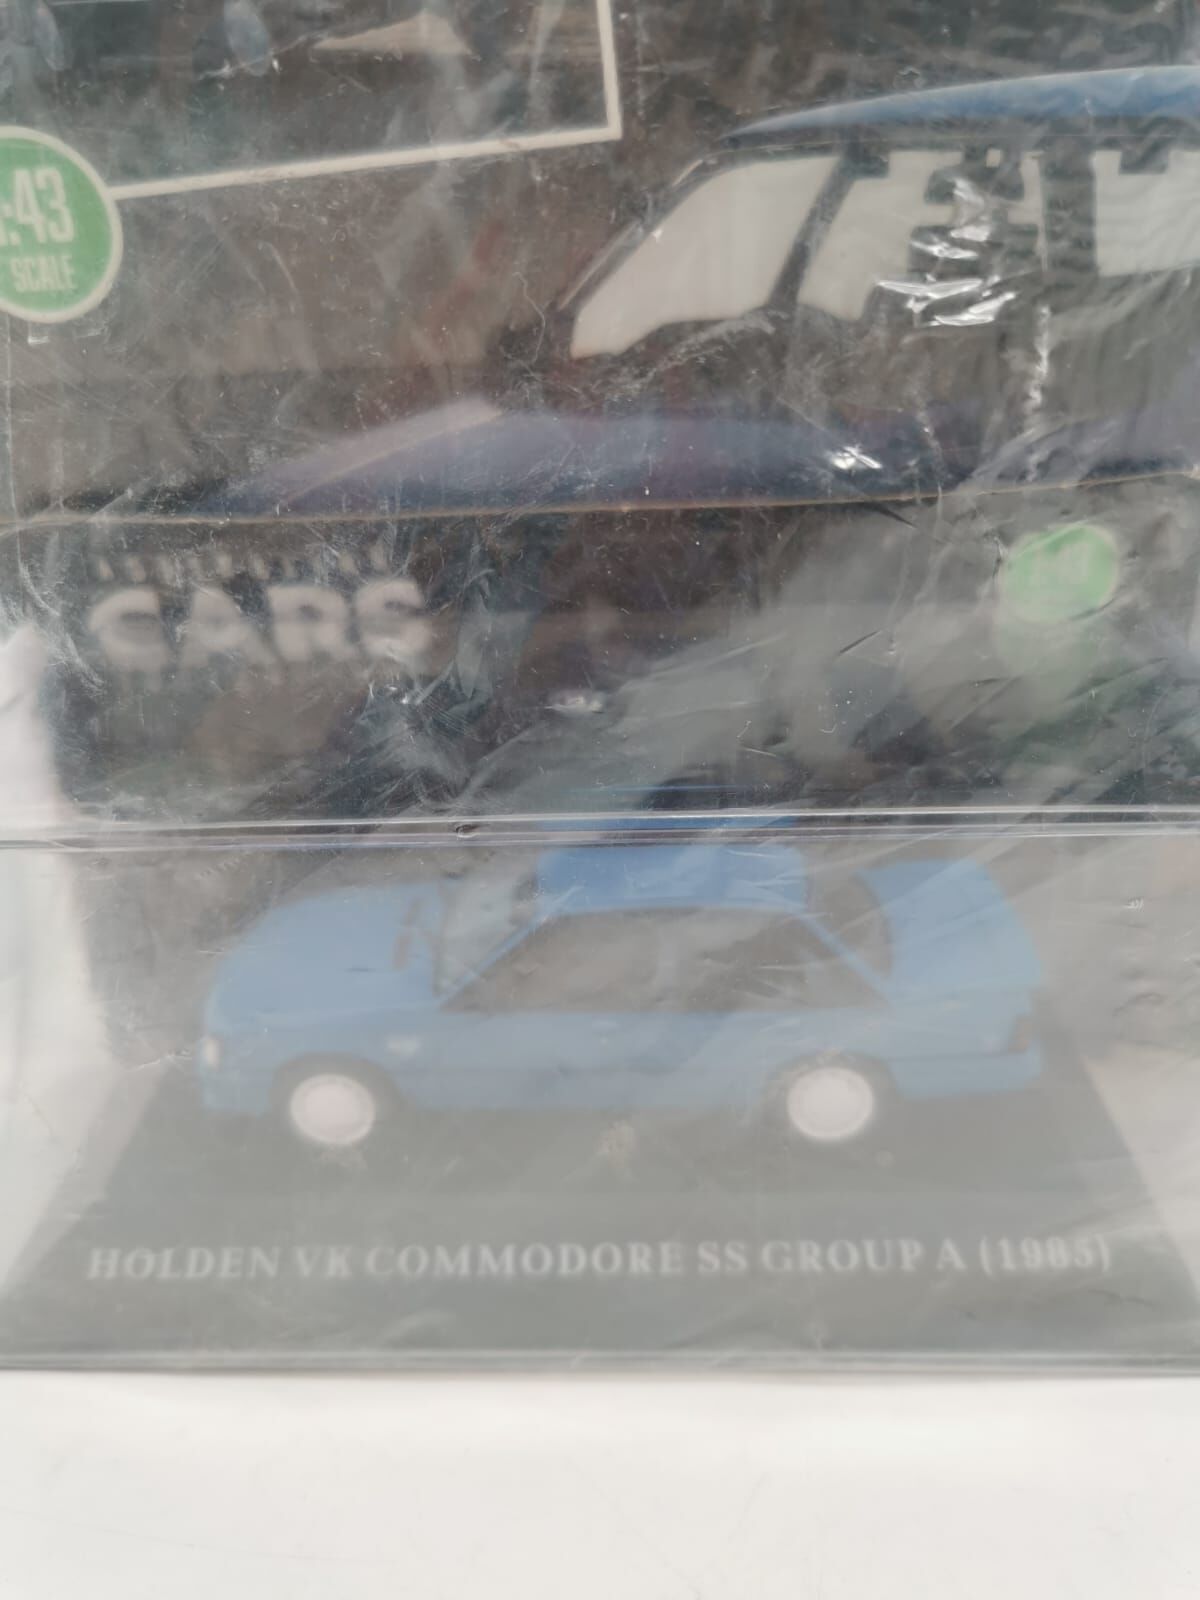 :43
SCALE
CARS
HOLDEN VK COMMODORE SS GROUP A (1985)